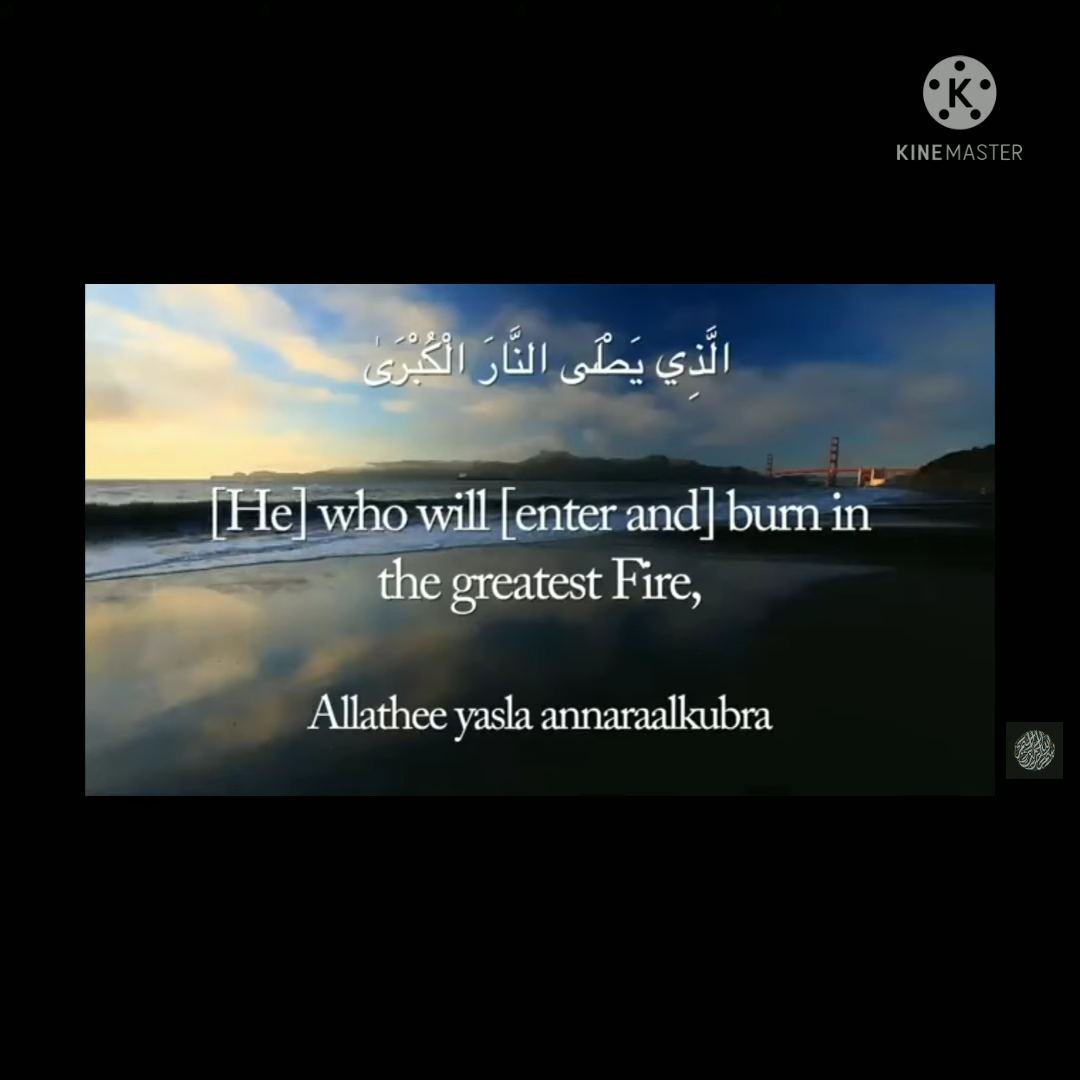 K
KINEMASTER
الَّذِي يَصْلَى النَّارَ الْكُبْرَىٰ
[He] who will [enter and] burn in
the greatest Fire,
Allathee yasla annaraalkubra